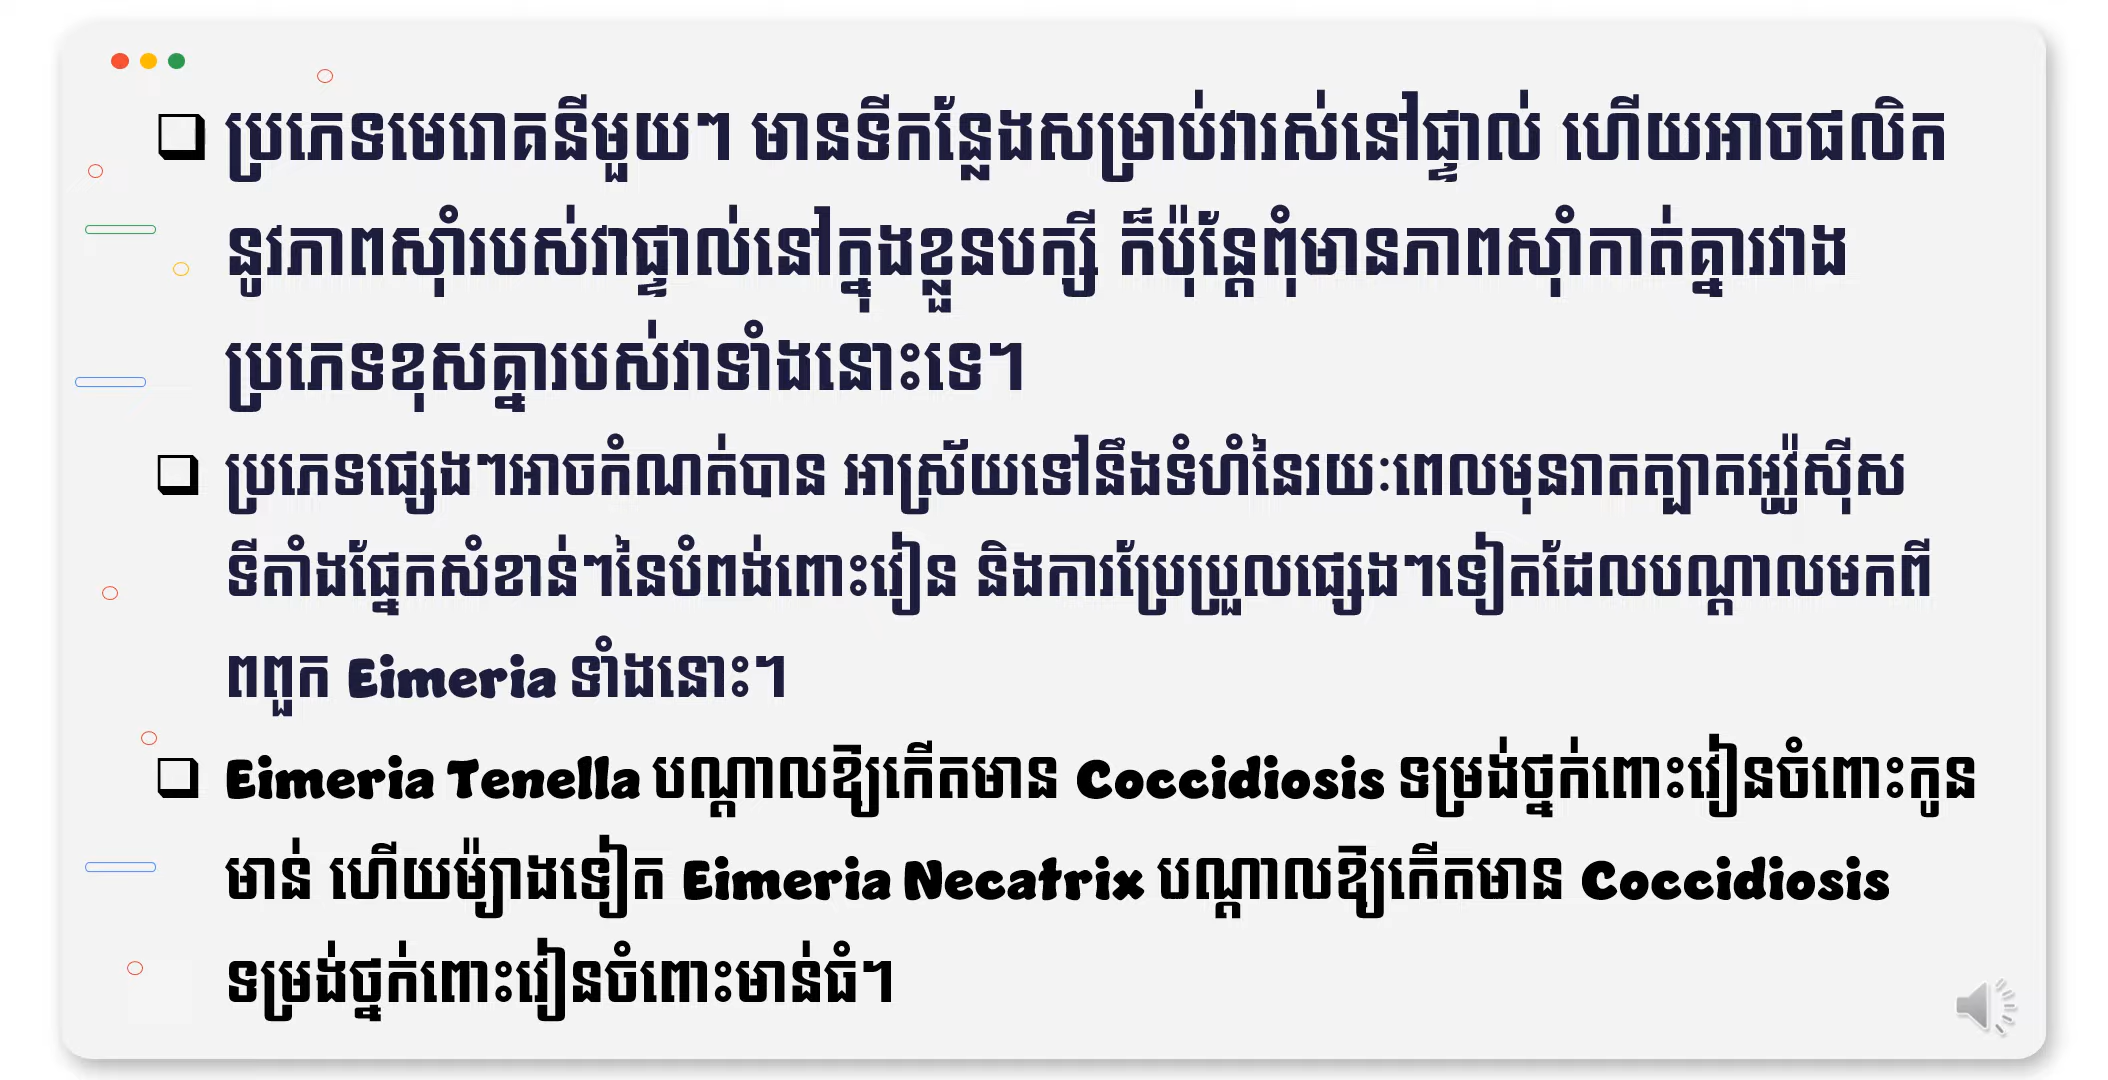 ប្រភេទមេរោគនីមួយៗ មានទីកន្លែងសម្រាប់វារស់នៅផ្ទាល់ ហើយអាចផលិត
នូវភាពស៊ាំរបស់វាផ្ទាល់នៅក្នុងខ្លួនបក្សី ក៏ប៉ុន្តែពុំមានភាពស៊ាំកាត់គ្នារវាង
ប្រភេទខុសគ្នារបស់វាទាំងនោះទេ។
ប្រភេទផ្សេងៗអាចកំណត់បាន អាស្រ័យទៅនឹងទំហំនៃរយៈពេលមុនរាតត្បាតអូវ៉ូស៊ីស
ទីតាំងផ្នែកសំខាន់ៗនៃបំពង់ពោះវៀន និងការប្រែប្រួលផ្សេងៗទៀតដែលបណ្តាលមកពី
ពពួក Eimeria ទាំងនោះ។
Eimeria Tenella បណ្តាលឱ្យកើតមាន Coccidiosis ទម្រង់ថ្នក់ពោះវៀនចំពោះកូន
មាន់ ហើយម៉្យាងទៀត Eimeria Necatrix បណ្តាលឱ្យកើតមាន Coccidiosis
ទម្រង់ថ្នក់ពោះវៀនចំពោះមាន់ធំ។